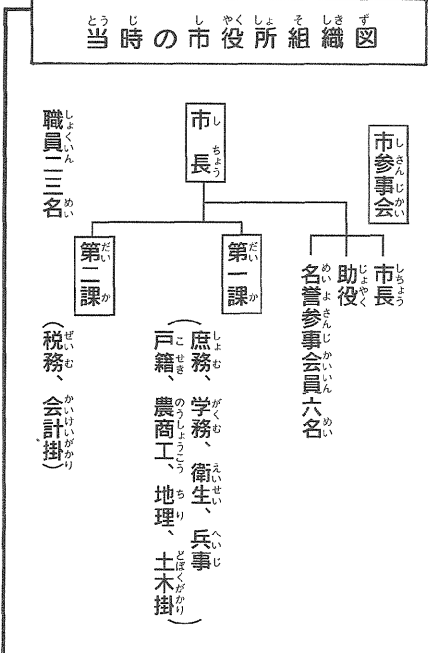 当時の市役所組織図
市参事会
市長
助役
名誉参事会員六名
市長
第一課
(庶務、学務、衛生、兵事
戸籍、農商工、地理、土木掛)
第二課
(税務、会計掛)
職員二三名